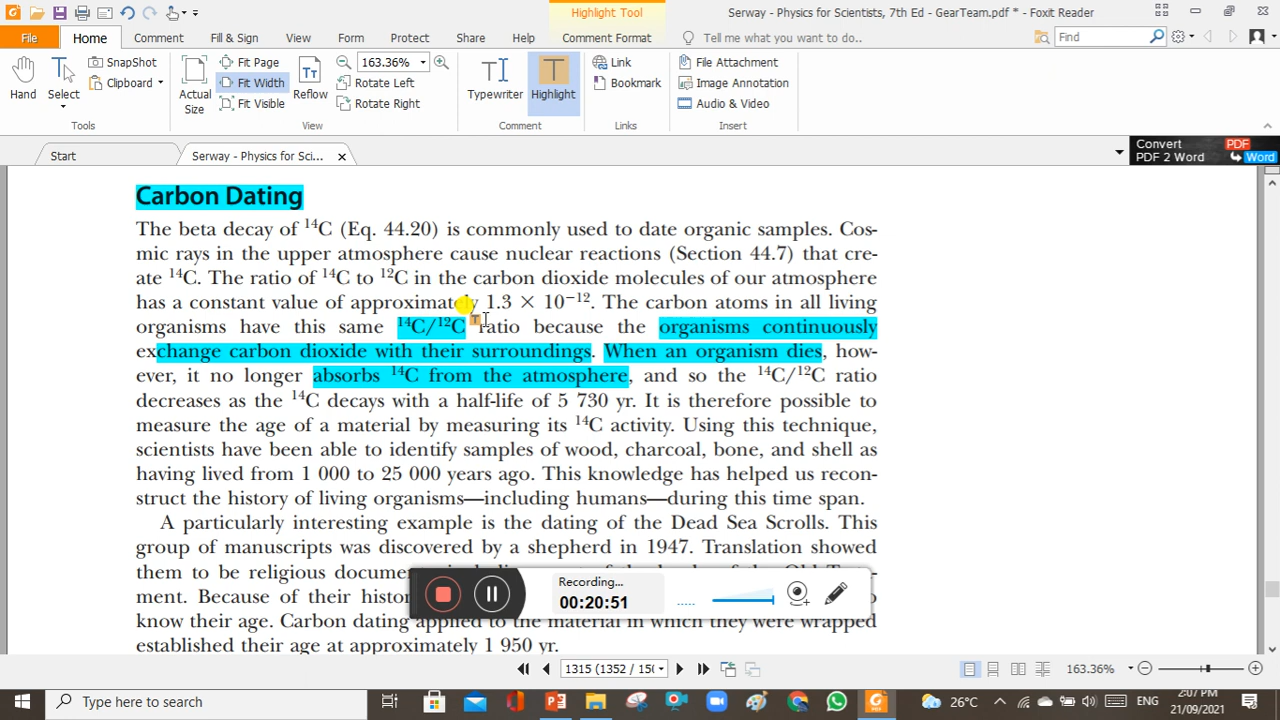 Highlight Tool
Serway - Physics for Scientists, 7th Ed - GearTeam.pdf * - Foxit Reader
File Home Comment Fill & Sign View Form Protect Share Help Comment Format Tell me what you want to do.. Find
Hand
Select
SnapShot
Clipboard
Tools
Actual Size
Fit Page
Fit Width
Fit Visible
Reflow
163.36%
Rotate Left
Rotate Right
View
Typewriter
Highlight
Comment
Link
Bookmark
Links
File Attachment
Image Annotation
Audio & Video
Insert
Start
Serway - Physics for Sci...
Convert PDF
PDF 2 Word Word
Carbon Dating
The beta decay of ¹⁴C (Eq. 44.20) is commonly used to date organic samples. Cos-
mic rays in the upper atmosphere cause nuclear reactions (Section 44.7) that cre-
ate ¹⁴C. The ratio of ¹⁴C to ¹²C in the carbon dioxide molecules of our atmosphere
has a constant value of approximately 1.3 × 10⁻¹². The carbon atoms in all living
organisms have this same ¹⁴C/¹²C ratio because the organisms continuously
exchange carbon dioxide with their surroundings. When an organism dies, how-
ever, it no longer absorbs ¹⁴C from the atmosphere, and so the ¹⁴C/¹²C ratio
decreases as the ¹⁴C decays with a half-life of 5 730 yr. It is therefore possible to
measure the age of a material by measuring its ¹⁴C activity. Using this technique,
scientists have been able to identify samples of wood, charcoal, bone, and shell as
having lived from 1 000 to 25 000 years ago. This knowledge has helped us recon-
struct the history of living organisms—including humans—during this time span.
A particularly interesting example is the dating of the Dead Sea Scrolls. This
group of manuscripts was discovered by a shepherd in 1947. Translation showed
them to be religious
ment. Because of their
know their age. Carbon dating applied to the material in which they were wrapped
established their age at approximately 1 950 yr.
Recording...
00:20:51
1315 (1352 / 150
163.36%
Type here to search
26°C
ENG
2:07 PM
21/09/2021